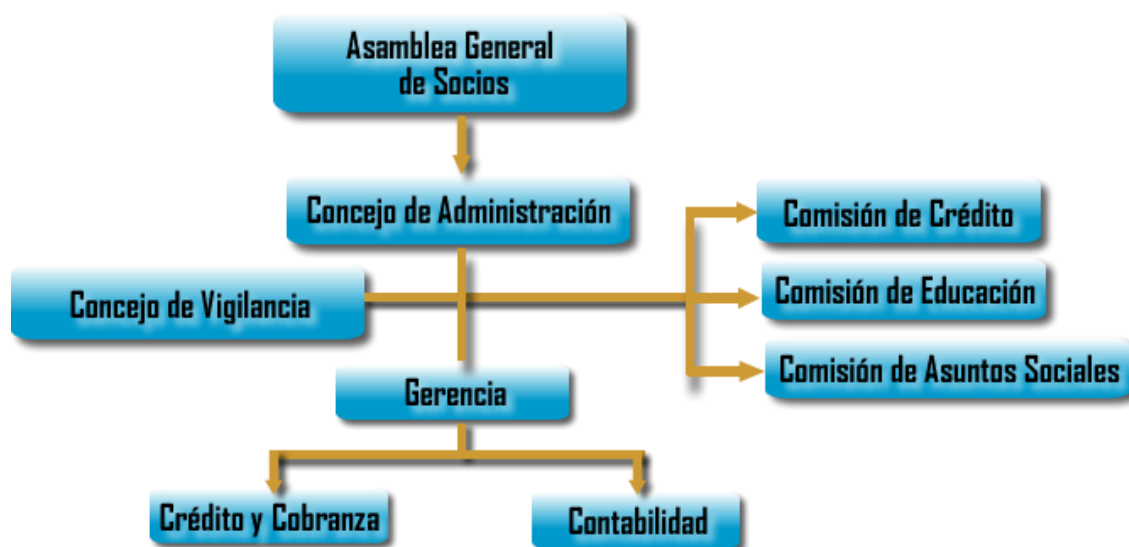 Asamblea General
de Socios
Concejo de Administración
Comisión de Crédito
Concejo de Vigilancia
Comisión de Educación
Comisión de Asuntos Sociales
Gerencia
Crédito y Cobranza
Contabilidad